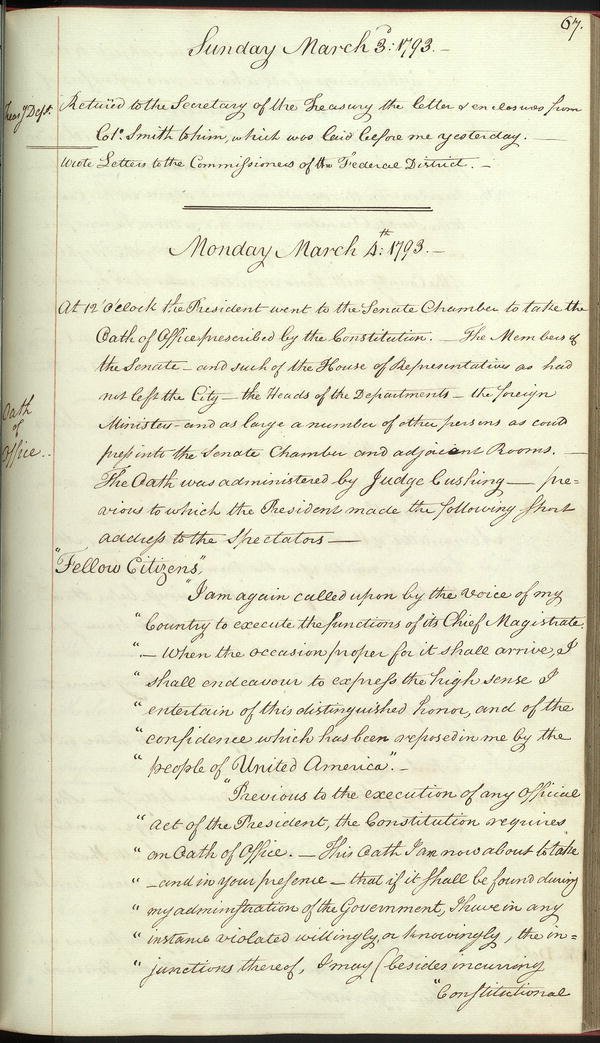 67.
Sunday March 3d: 1793.—
Treasy Dept.
Retur'd to the Secretary of the Treasury the letter & enclosures from
Colo. Smith to him, which was laid before me yesterday. —
Wrote Letters to the Commissioners of the Federal District. —
Monday March 4th: 1793.—
At 12 o'clock the President went to the Senate Chamber to take the
Oath of Office prescribed by the Constitution. — The Members of
the Senate — and such of the House of Representatives as had
not left the City — the Heads of the Departments — the foreign
Oath
of
Office..
Minister — and as large a number of other persons as could
press into the Senate Chamber and adjacent Rooms. —
The Oath was administered by Judge Cushing — pre=
vious to which the President made the following short
address to the Spectators —
"Fellow Citizens",
"I am again called upon by the voice of my
" Country to execute the functions of its Chief Magistrate.
" — When the occasion proper for it shall arrive, I
" shall endeavour to express the high sense I
" entertain of this distinguished honor, and of the
" confidence which has been reposed in me by the
" people of United America". —
"Previous to the execution of any Official
" act of the President, the Constitution requires
" an Oath of Office. — This Oath I am now about to take
" — and in your presence — that if it shall be found during
" my administration of the Government, I have in any
" instance violated willingly, or knowingly, the in=
" junctions thereof, I may (besides incurring
"Constitutional